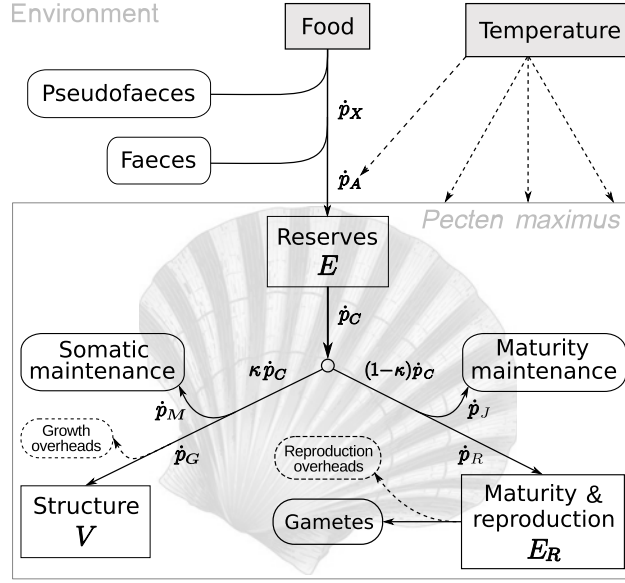 Environment
Food
Temperature
Pseudofaeces
ṗX
Faeces
ṗA
Pecten maximus
Reserves
E
ṗC
Somatic
maintenance
κṗC
(1−κ)ṗC
Maturity
maintenance
ṗM
ṗJ
Growth
overheads
ṗG
Reproduction
overheads
ṗR
Structure
V
Gametes
Maturity &
reproduction
ER